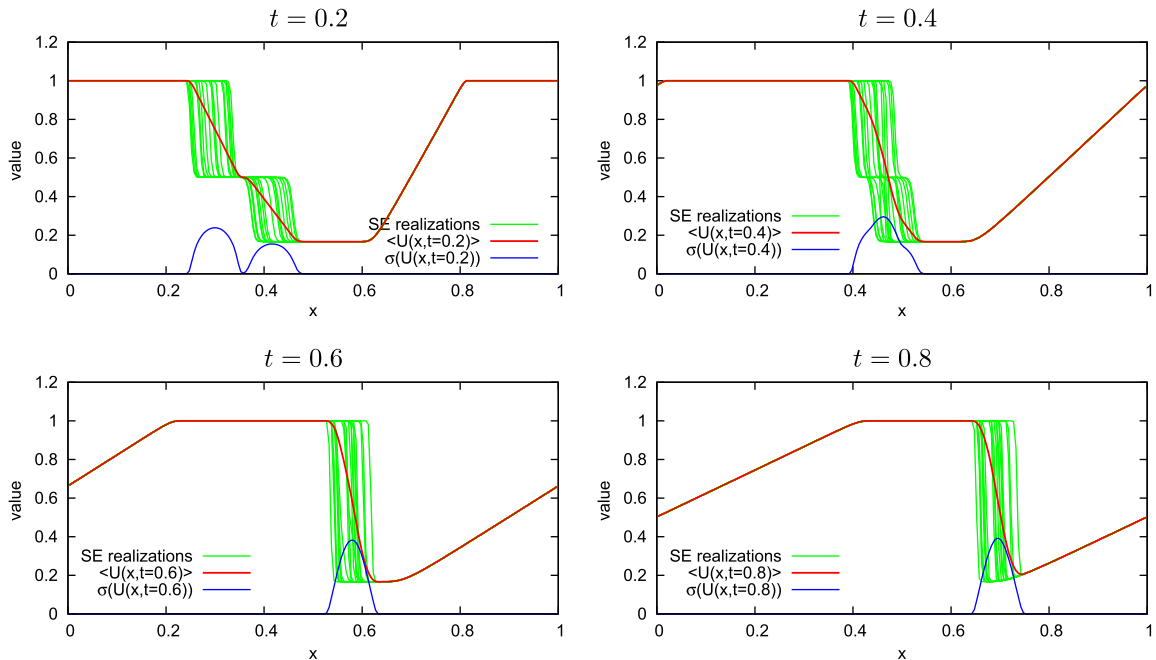 t = 0.2
1.2
1
0.8
0.6
0.4
0.2
0
value
SE realizations
<U(x,t=0.2)>
σ(U(x,t=0.2))
0 0.2 0.4 0.6 0.8 1
x
t = 0.4
1.2
1
0.8
0.6
0.4
0.2
0
value
SE realizations
<U(x,t=0.4)>
σ(U(x,t=0.4))
0 0.2 0.4 0.6 0.8 1
x
t = 0.6
1.2
1
0.8
0.6
0.4
0.2
0
value
SE realizations
<U(x,t=0.6)>
σ(U(x,t=0.6))
0 0.2 0.4 0.6 0.8 1
x
t = 0.8
1.2
1
0.8
0.6
0.4
0.2
0
value
SE realizations
<U(x,t=0.8)>
σ(U(x,t=0.8))
0 0.2 0.4 0.6 0.8 1
x